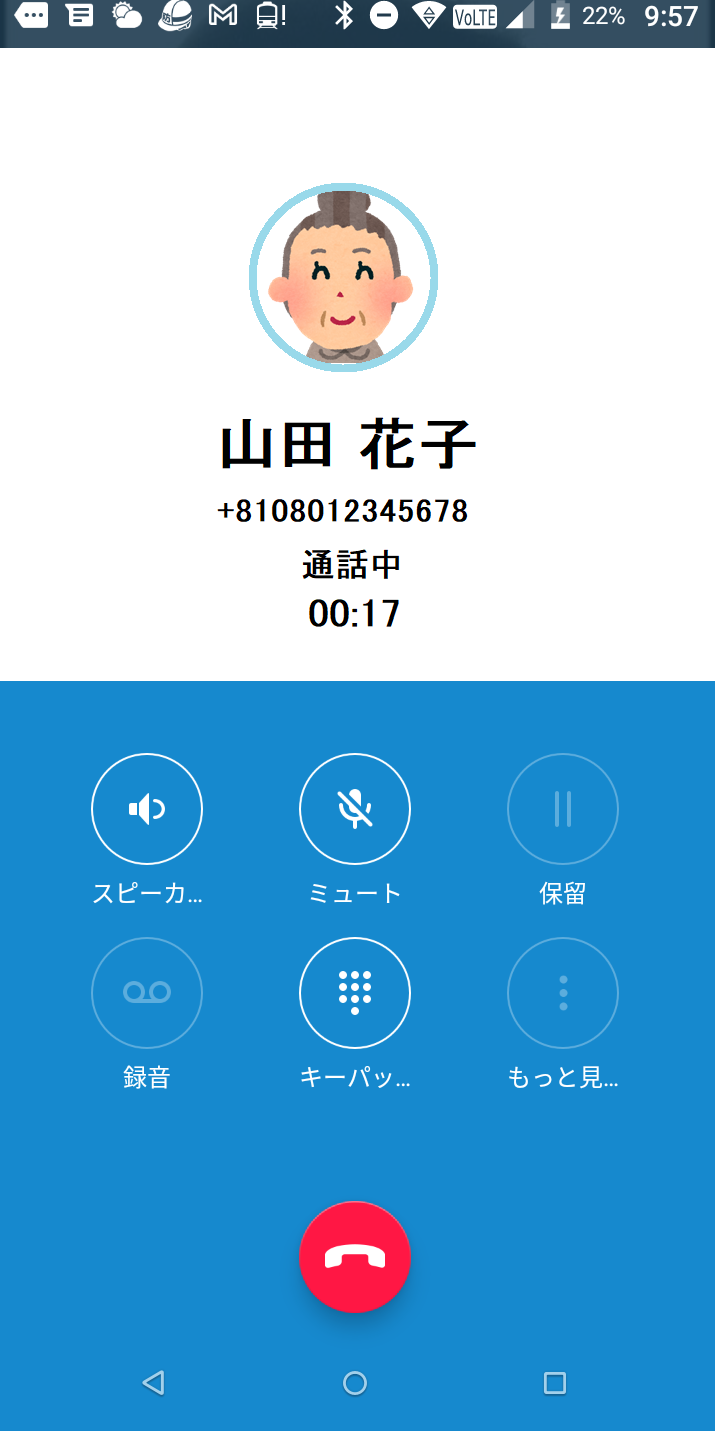 VoLTE 22% 9:57
山田 花子
+8108012345678
通話中
00:17
スピーカ... ミュート 保留
録音 キーパッ... もっと見...